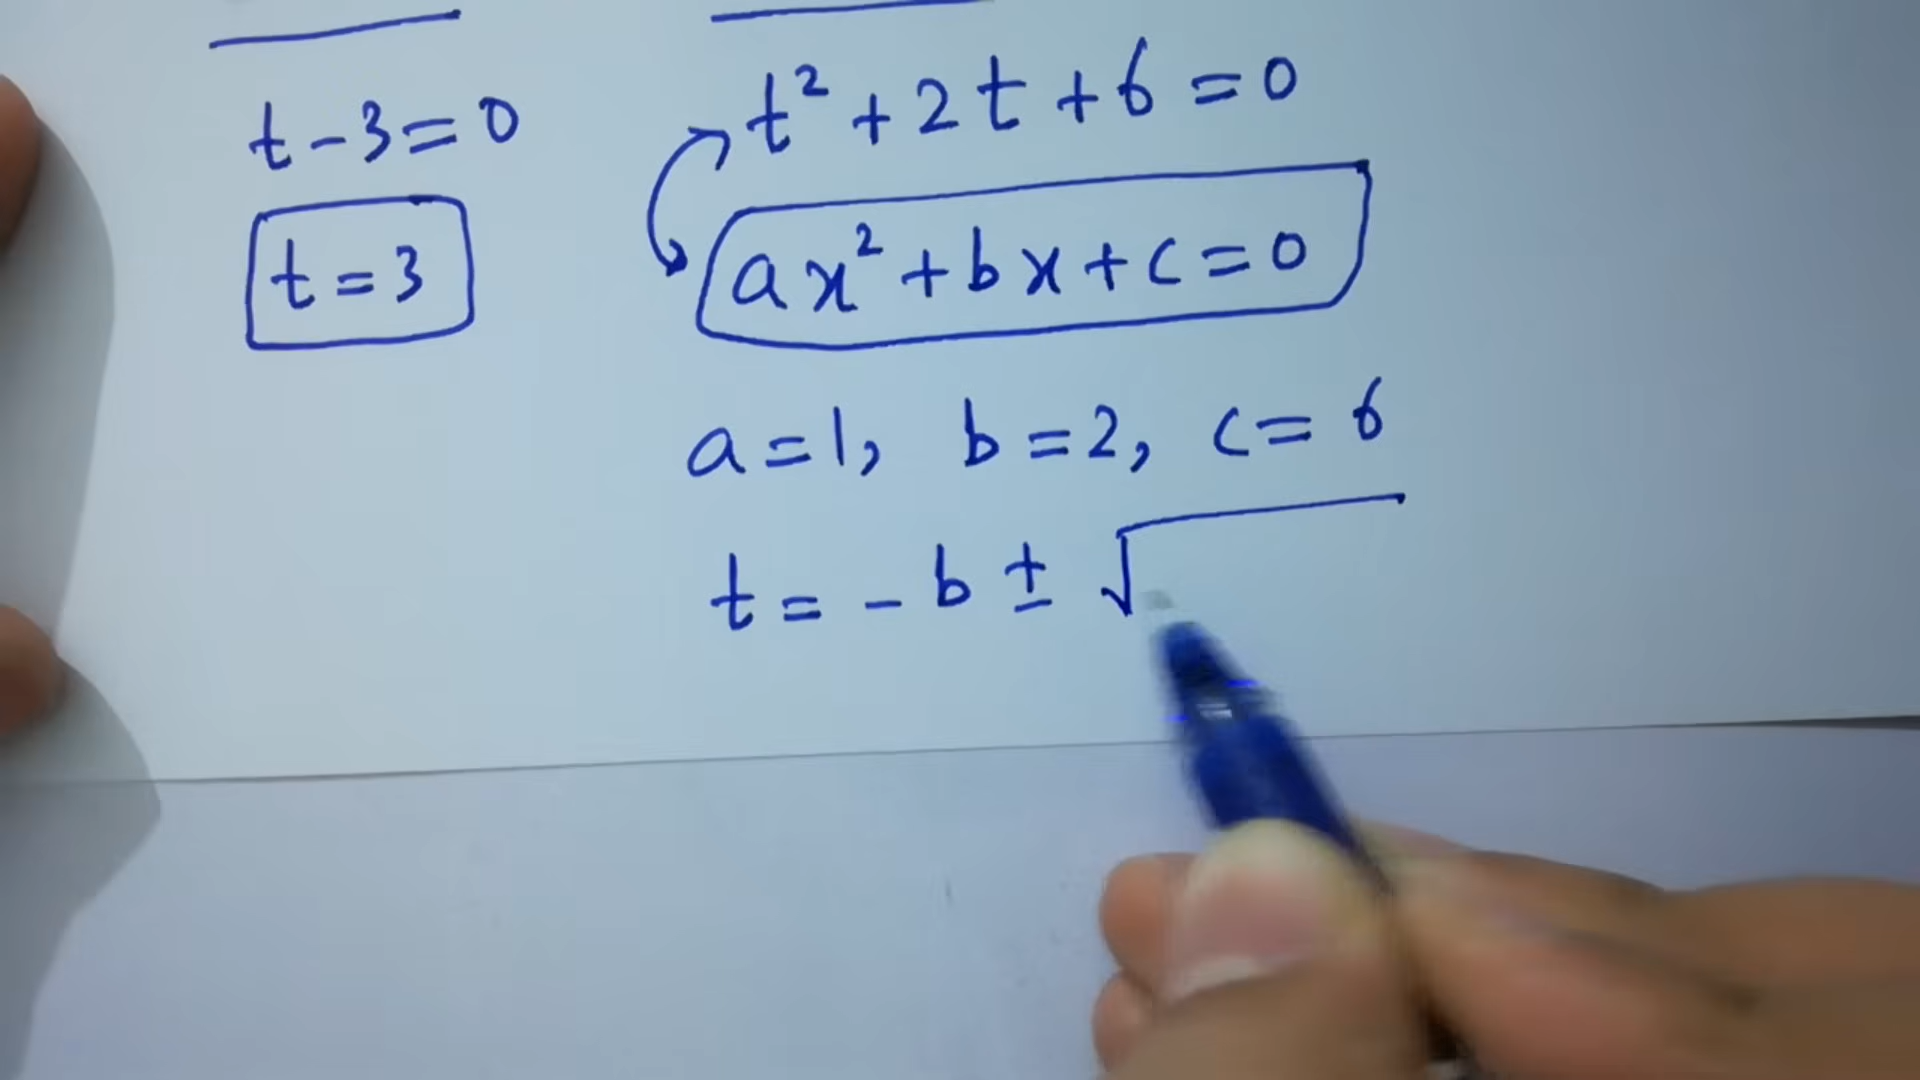 t - 3 = 0
t = 3
t² + 2t + 6 = 0
ax² + bx + c = 0
a = 1, b = 2, c = 6
t = - b ± √